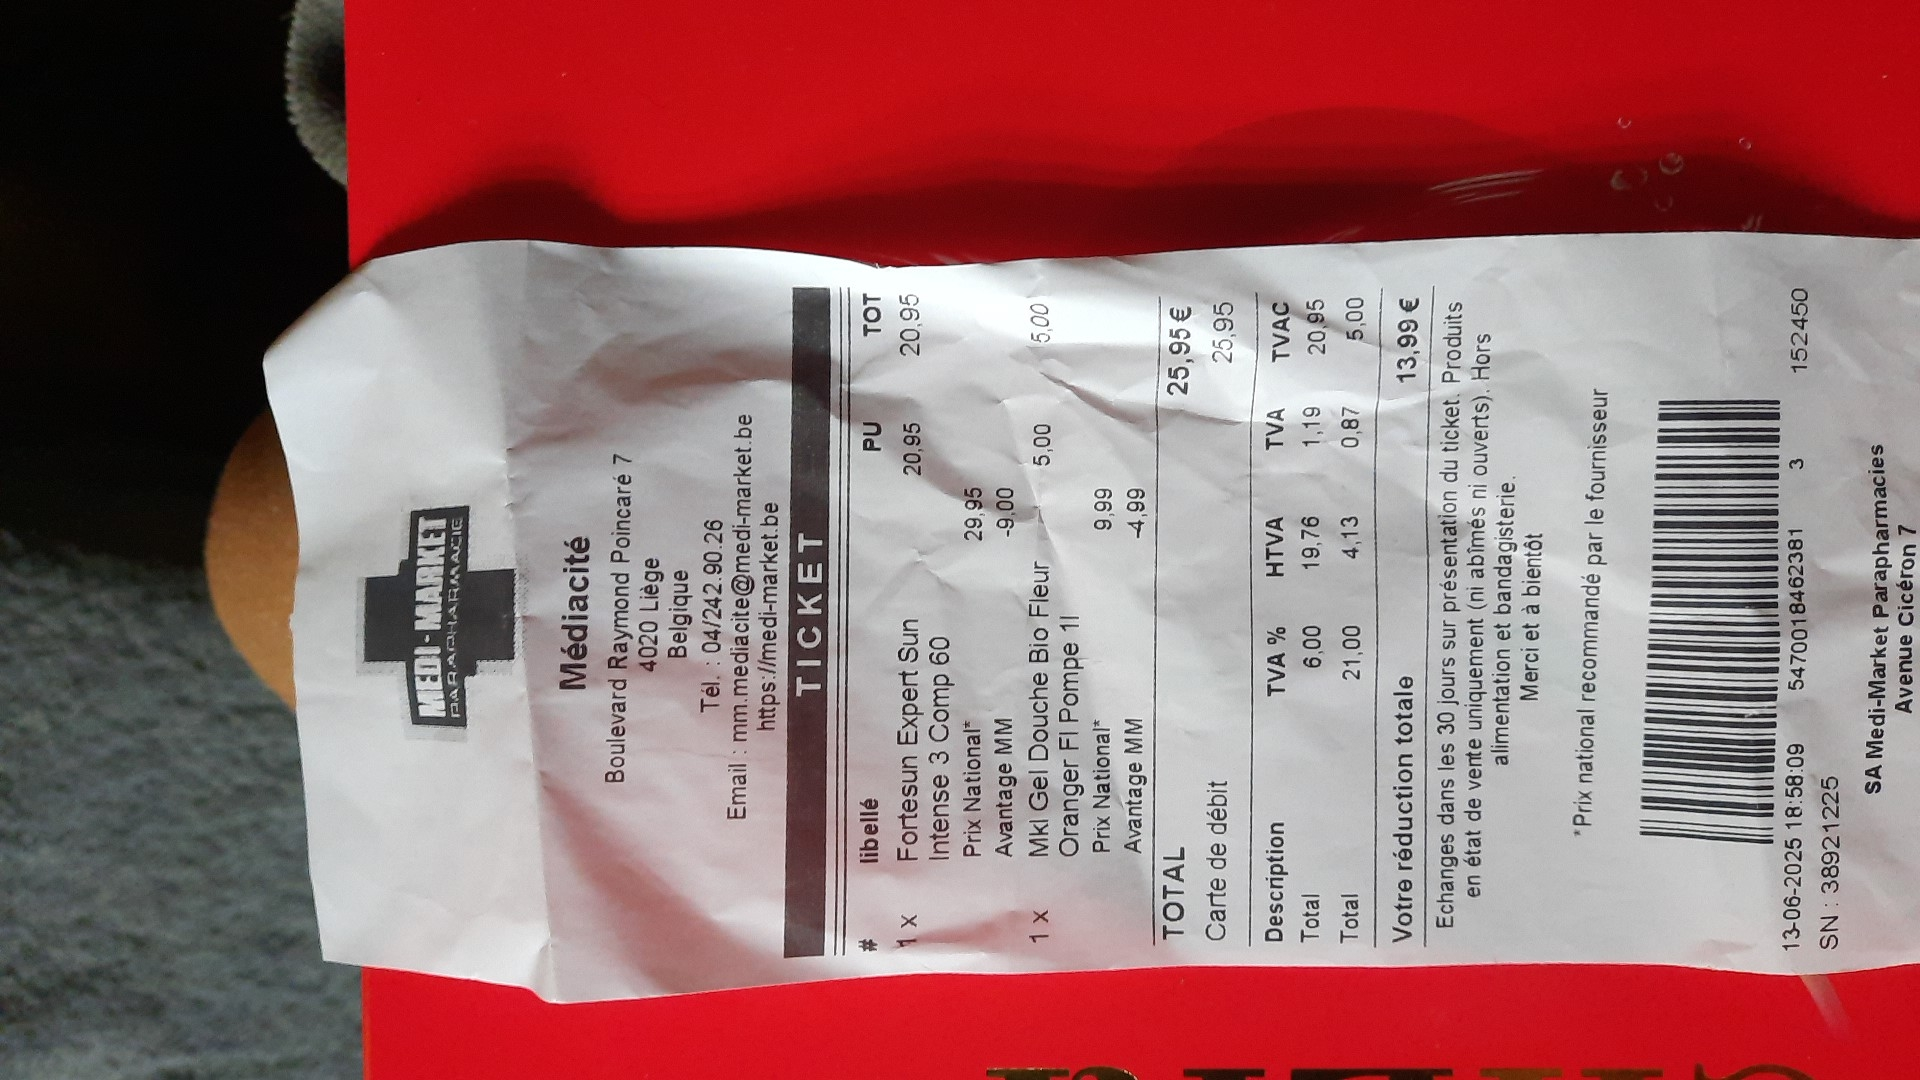 MEDI-MARKET
PARAPHARMACIE
Médiacité
Boulevard Raymond Poincaré 7
4020 Liège
Belgique
Tél. : 04/242.90.26
Email : mm.mediacite@medi-market.be
https://medi-market.be
TICKET
# libellé PU TOT
1 x Fortesun Expert Sun 20,95 20,95
Intense 3 Comp 60
Prix National* 29,95
Avantage MM -9,00
1 x Mkl Gel Douche Bio Fleur 5,00 5,00
Oranger Fl Pompe 1l
Prix National* 9,99
Avantage MM -4,99
TOTAL 25,95 €
Carte de débit 25,95
Description TVA % HTVA TVA TVAC
Total 6,00 19,76 1,19 20,95
Total 21,00 4,13 0,87 5,00
Votre réduction totale 13,99 €
Echanges dans les 30 jours sur présentation du ticket. Produits
en état de vente uniquement (ni abîmés ni ouverts). Hors
alimentation et bandagisterie.
Merci et à bientôt
*Prix national recommandé par le fournisseur
13-06-2025 18:58:09 5470018462381 3 152450
SN : 38921225
SA Medi-Market Parapharmacies
Avenue Cicéron 7